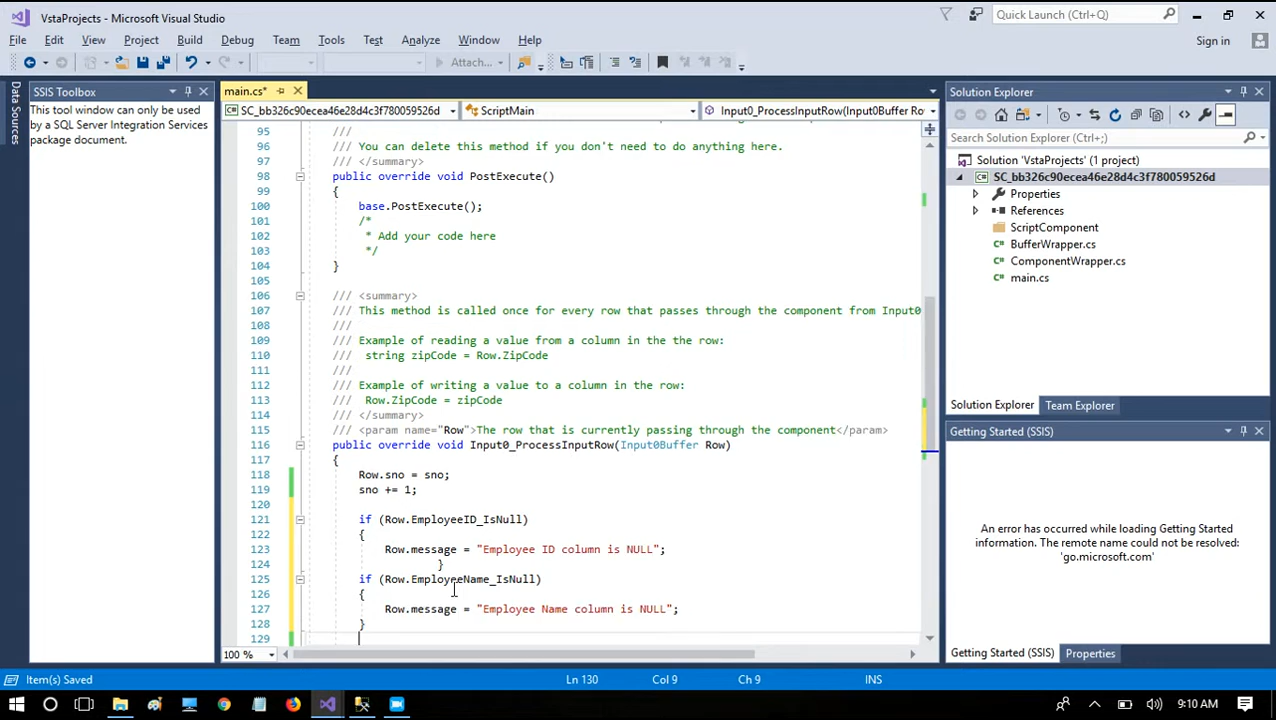 VstaProjects - Microsoft Visual Studio
Quick Launch (Ctrl+Q)
File Edit View Project Build Debug Team Tools Test Analyze Window Help
Sign in
Attach...
Data Sources
SSIS Toolbox
This tool window can only be used
by a SQL Server Integration Services
package document.
main.cs*
SC_bb326c90ecea46e28d4c3f780059526d
ScriptMain
Input0_ProcessInputRow(Input0Buffer Ro
95 ///
96 /// You can delete this method if you don't need to do anything here.
97 /// </summary>
98 public override void PostExecute()
99 {
100 base.PostExecute();
101 /*
102 * Add your code here
103 */
104 }
105
106 /// <summary>
107 /// This method is called once for every row that passes through the component from Input0
108 ///
109 /// Example of reading a value from a column in the the row:
110 /// string zipCode = Row.ZipCode
111 ///
112 /// Example of writing a value to a column in the row:
113 /// Row.ZipCode = zipCode
114 /// </summary>
115 /// <param name="Row">The row that is currently passing through the component</param>
116 public override void Input0_ProcessInputRow(Input0Buffer Row)
117 {
118 Row.sno = sno;
119 sno += 1;
120
121 if (Row.EmployeeID_IsNull)
122 {
123 Row.message = "Employee ID column is NULL";
124 }
125 if (Row.EmployeeName_IsNull)
126 {
127 Row.message = "Employee Name column is NULL";
128 }
129
100 %
Solution Explorer
Search Solution Explorer (Ctrl+;)
Solution 'VstaProjects' (1 project)
SC_bb326c90ecea46e28d4c3f780059526d
Properties
References
ScriptComponent
BufferWrapper.cs
ComponentWrapper.cs
main.cs
Solution Explorer Team Explorer
Getting Started (SSIS)
An error has occurred while loading Getting Started
information. The remote name could not be resolved:
'go.microsoft.com'
Getting Started (SSIS) Properties
Item(s) Saved
Ln 130 Col 9 Ch 9 INS
9:10 AM